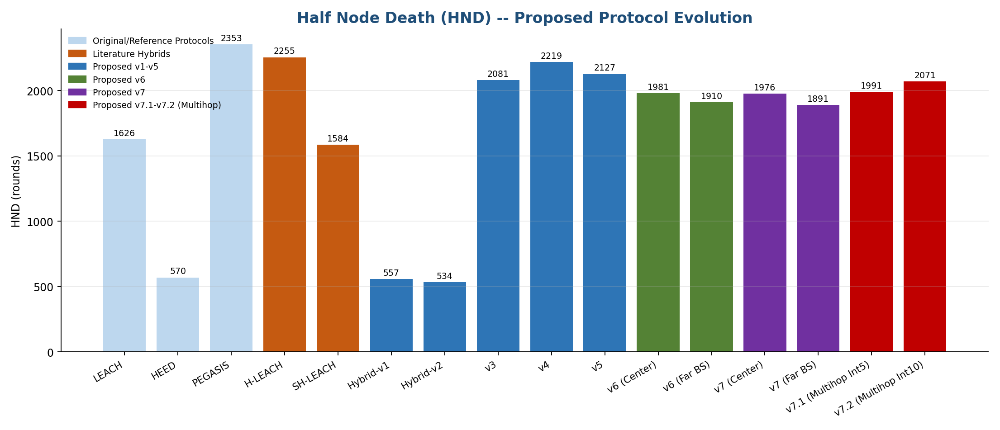 Half Node Death (HND) -- Proposed Protocol Evolution
Original/Reference Protocols
Literature Hybrids
Proposed v1-v5
Proposed v6
Proposed v7
Proposed v7.1-v7.2 (Multihop)
HND (rounds)
2000
1500
1000
500
0
1626
570
2353
2255
1584
557
534
2081
2219
2127
1981
1910
1976
1891
1991
2071
LEACH
HEED
PEGASIS
H-LEACH
SH-LEACH
Hybrid-v1
Hybrid-v2
v3
v4
v5
v6 (Center)
v6 (Far BS)
v7 (Center)
v7 (Far BS)
v7.1 (Multihop Int5)
v7.2 (Multihop Int10)